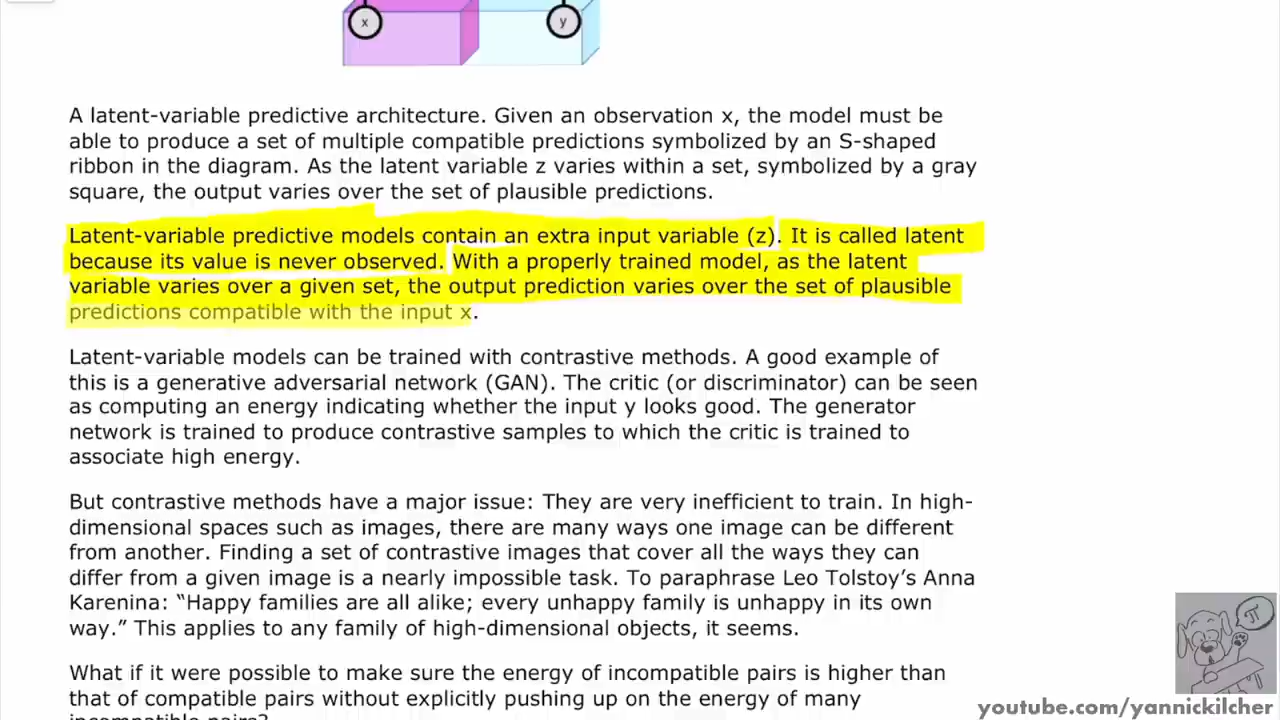 x y
A latent-variable predictive architecture. Given an observation x, the model must be
able to produce a set of multiple compatible predictions symbolized by an S-shaped
ribbon in the diagram. As the latent variable z varies within a set, symbolized by a gray
square, the output varies over the set of plausible predictions.
Latent-variable predictive models contain an extra input variable (z). It is called latent
because its value is never observed. With a properly trained model, as the latent
variable varies over a given set, the output prediction varies over the set of plausible
predictions compatible with the input x.
Latent-variable models can be trained with contrastive methods. A good example of
this is a generative adversarial network (GAN). The critic (or discriminator) can be seen
as computing an energy indicating whether the input y looks good. The generator
network is trained to produce contrastive samples to which the critic is trained to
associate high energy.
But contrastive methods have a major issue: They are very inefficient to train. In high-
dimensional spaces such as images, there are many ways one image can be different
from another. Finding a set of contrastive images that cover all the ways they can
differ from a given image is a nearly impossible task. To paraphrase Leo Tolstoy’s Anna
Karenina: “Happy families are all alike; every unhappy family is unhappy in its own
way.” This applies to any family of high-dimensional objects, it seems.
What if it were possible to make sure the energy of incompatible pairs is higher than
that of compatible pairs without explicitly pushing up on the energy of many
incompatible pairs?
π
youtube.com/yannickilcher